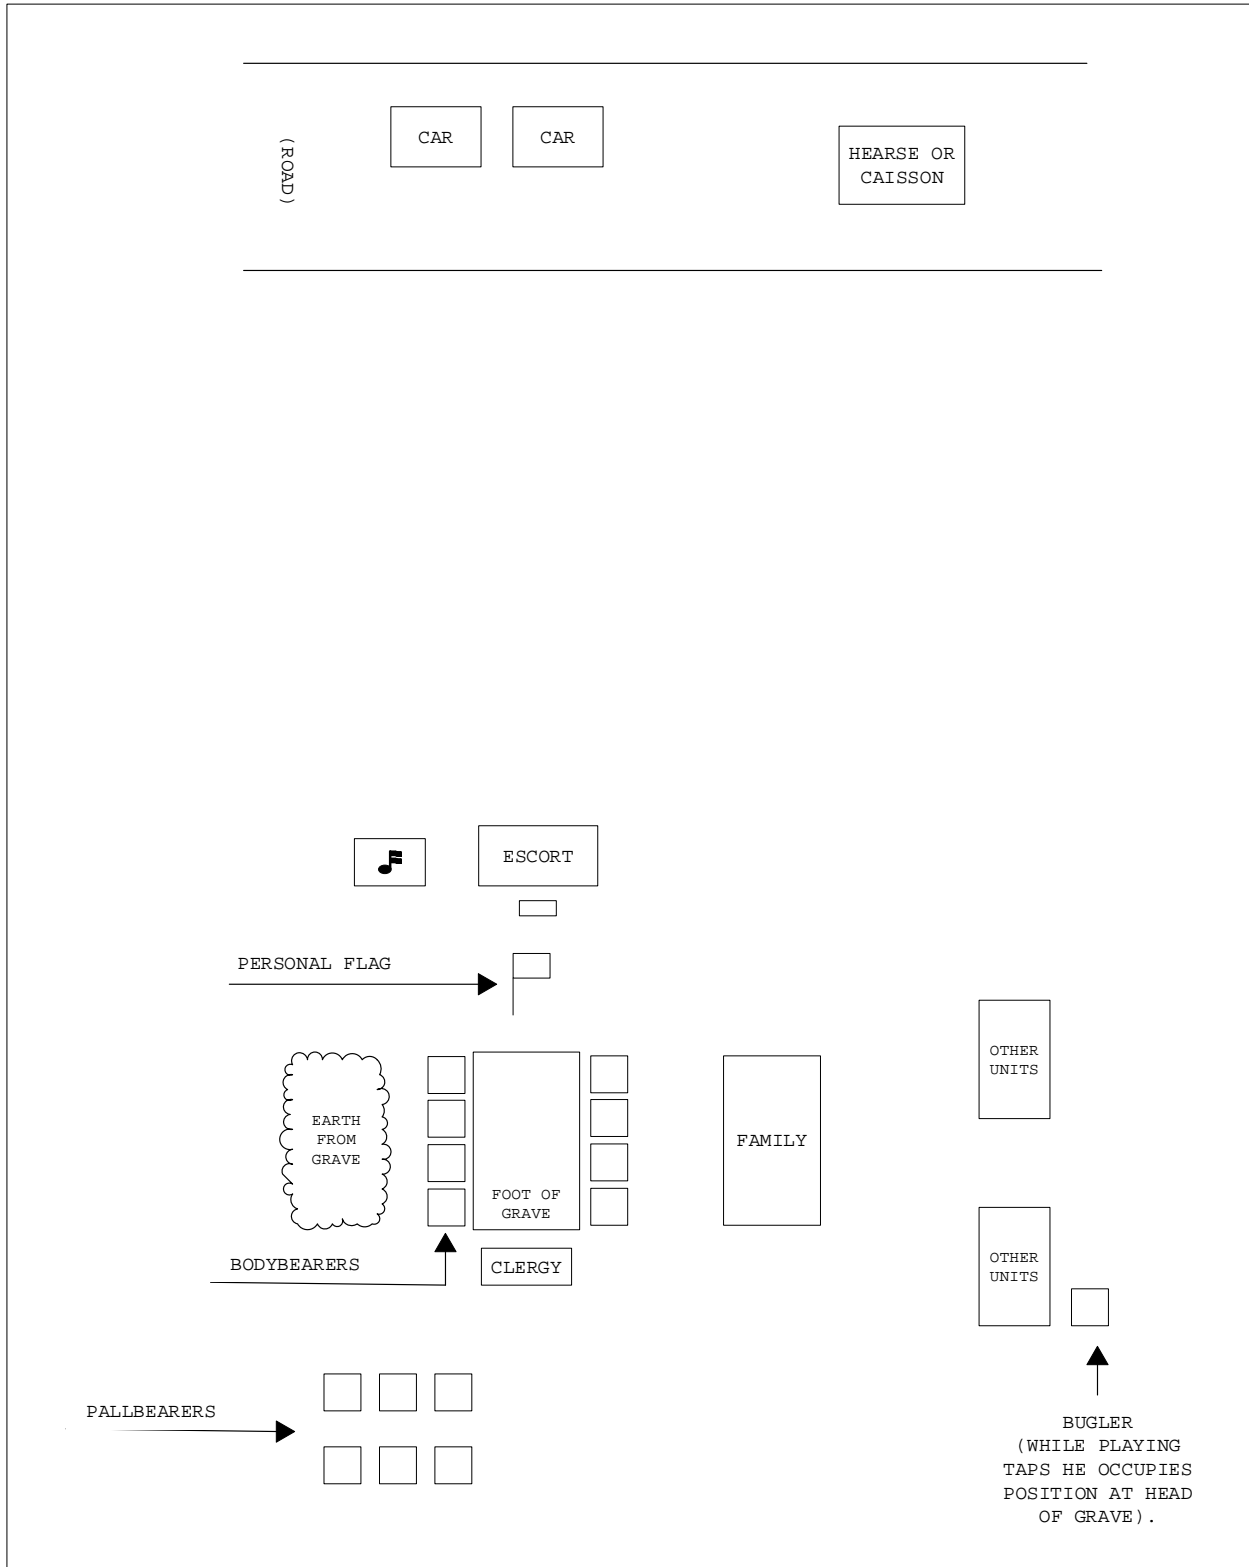 (ROAD)
CAR
CAR
HEARSE OR
CAISSON
ESCORT
PERSONAL FLAG
OTHER
UNITS
EARTH
FROM
GRAVE
FAMILY
FOOT OF
GRAVE
BODYBEARERS
CLERGY
OTHER
UNITS
PALLBEARERS
BUGLER
(WHILE PLAYING
TAPS HE OCCUPIES
POSITION AT HEAD
OF GRAVE).